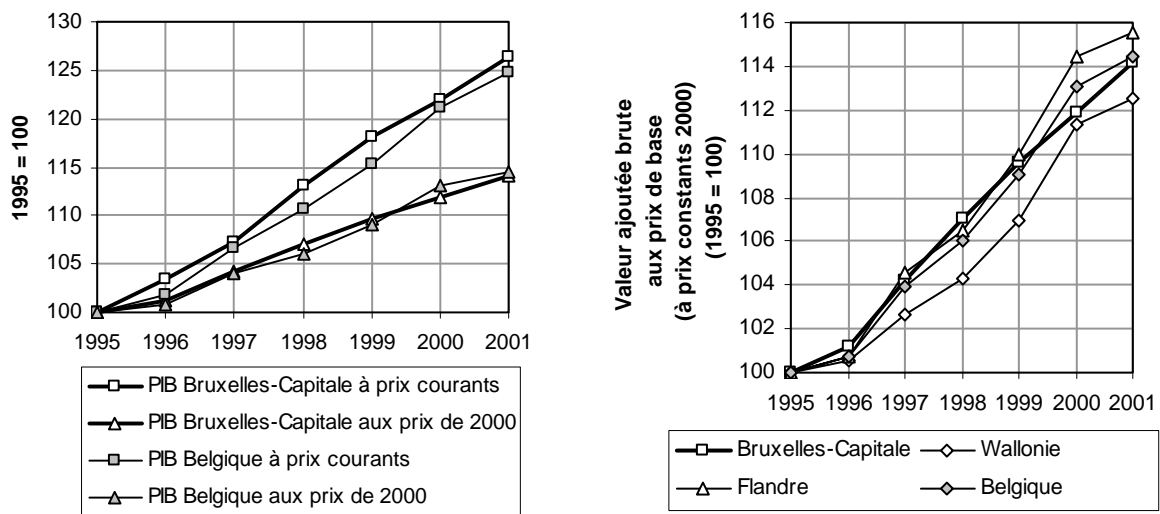 1995 = 100
130
125
120
115
110
105
100
1995 1996 1997 1998 1999 2000 2001
PIB Bruxelles-Capitale à prix courants
PIB Bruxelles-Capitale aux prix de 2000
PIB Belgique à prix courants
PIB Belgique aux prix de 2000
Valeur ajoutée brute
aux prix de base
(à prix constants 2000)
(1995 = 100)
116
114
112
110
108
106
104
102
100
1995 1996 1997 1998 1999 2000 2001
Bruxelles-Capitale Wallonie
Flandre Belgique